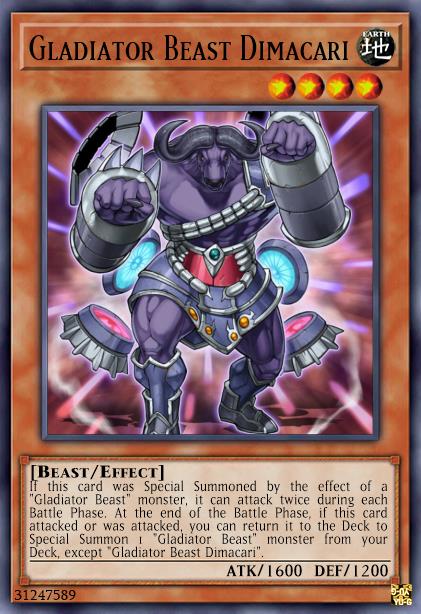 Gladiator Beast Dimacari
EARTH
地
[Beast/Effect]
If this card was Special Summoned by the effect of a
"Gladiator Beast" monster, it can attack twice during each
Battle Phase. At the end of the Battle Phase, if this card
attacked or was attacked, you can return it to the Deck to
Special Summon 1 "Gladiator Beast" monster from your
Deck, except "Gladiator Beast Dimacari".
ATK/1600 DEF/1200
31247589